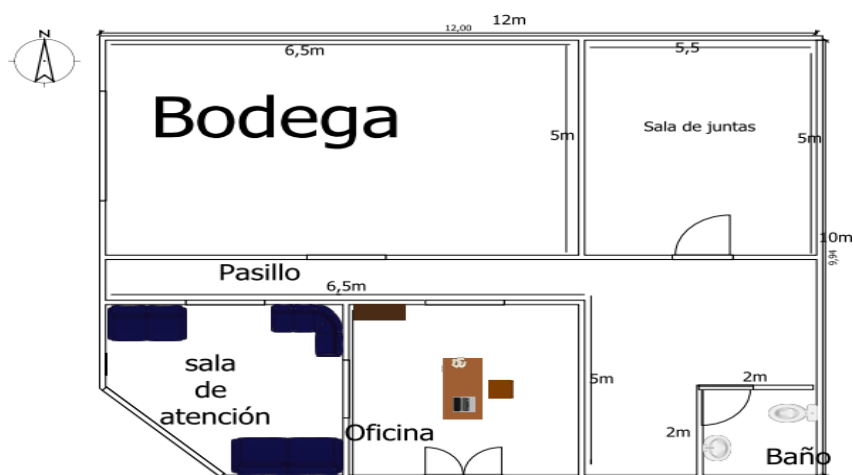 12m
12,00
N
6,5m
5,5
Bodega
Sala de juntas
5m
5m
10m
9,94
Pasillo
6,5m
sala
de
atención
5m
2m
2m
Oficina
Baño